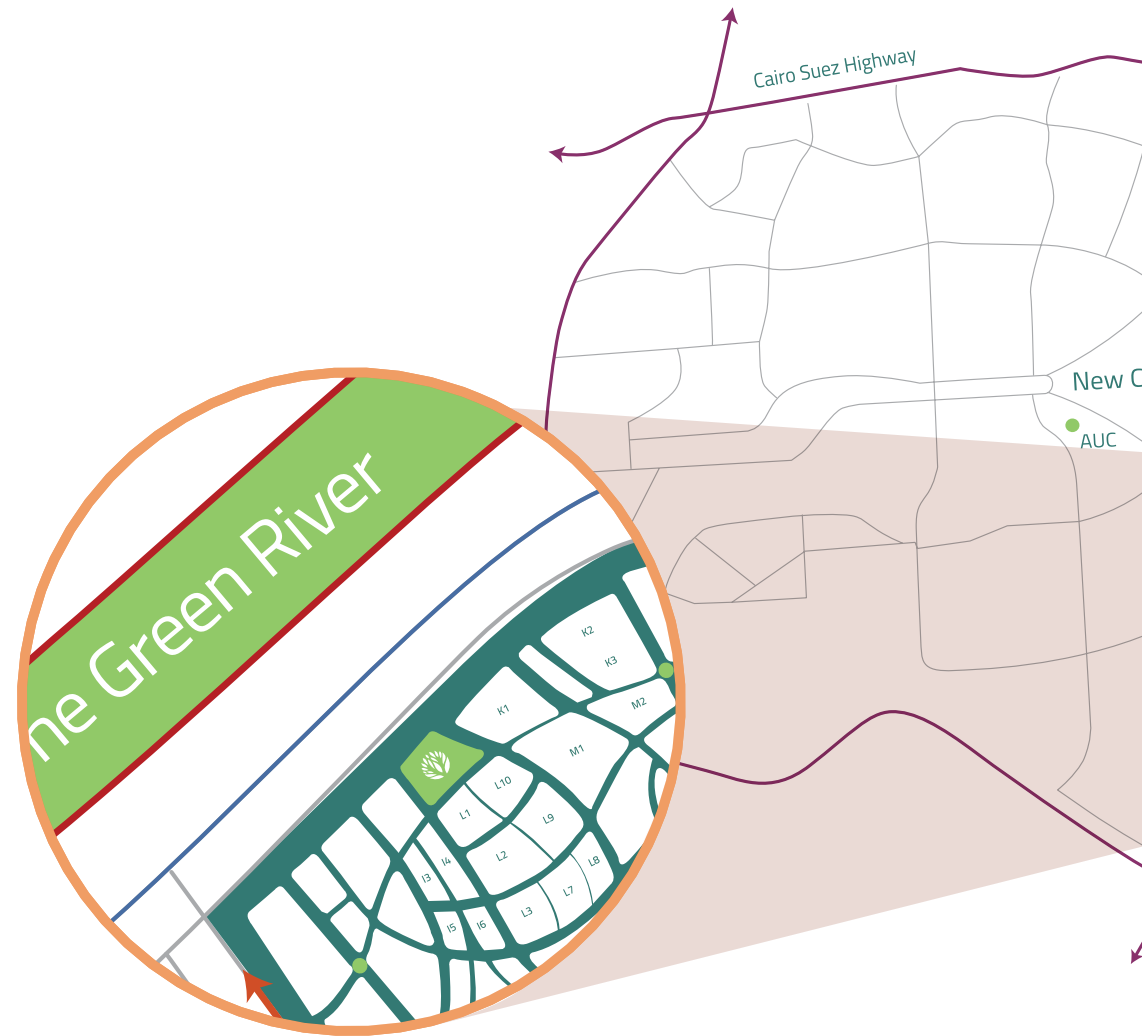 Cairo Suez Highway
New C
AUC
he Green River
K2
K3
M2
K1
M1
L10
L1
L9
L2
I4
L8
I3
L7
L3
I6
I5